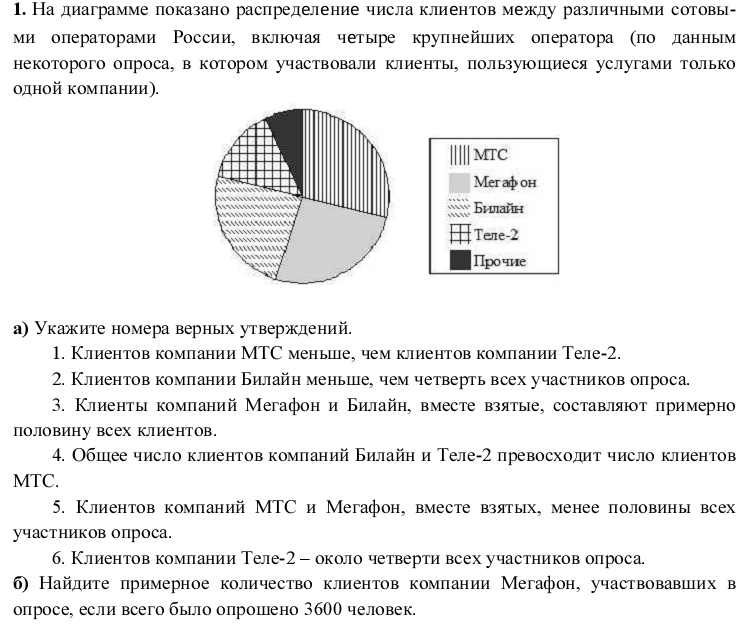 1. На диаграмме показано распределение числа клиентов между различными сотовы-
ми операторами России, включая четыре крупнейших оператора (по данным
некоторого опроса, в котором участвовали клиенты, пользующиеся услугами только
одной компании).
МТС
Мегафон
Билайн
Теле-2
Прочие
а) Укажите номера верных утверждений.
1. Клиентов компании МТС меньше, чем клиентов компании Теле-2.
2. Клиентов компании Билайн меньше, чем четверть всех участников опроса.
3. Клиенты компаний Мегафон и Билайн, вместе взятые, составляют примерно
половину всех клиентов.
4. Общее число клиентов компаний Билайн и Теле-2 превосходит число клиентов
МТС.
5. Клиентов компаний МТС и Мегафон, вместе взятых, менее половины всех
участников опроса.
6. Клиентов компании Теле-2 – около четверти всех участников опроса.
б) Найдите примерное количество клиентов компании Мегафон, участвовавших в
опросе, если всего было опрошено 3600 человек.